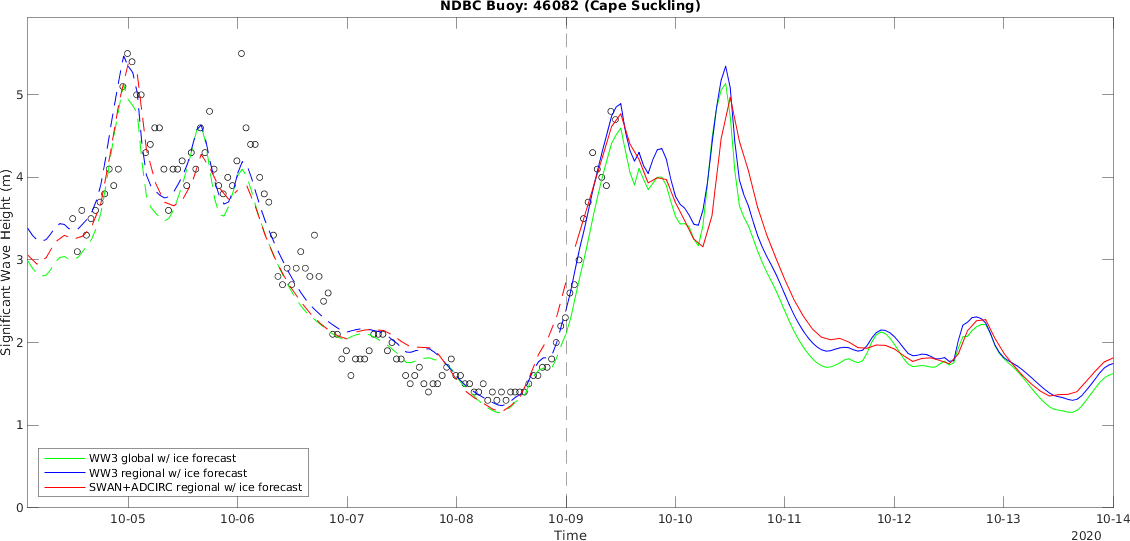 NDBC Buoy: 46082 (Cape Suckling)
Significant Wave Height (m)
5
4
3
2
1
0
WW3 global w/ ice forecast
WW3 regional w/ ice forecast
SWAN+ADCIRC regional w/ ice forecast
10-05 10-06 10-07 10-08 10-09 10-10 10-11 10-12 10-13 10-14
Time
2020